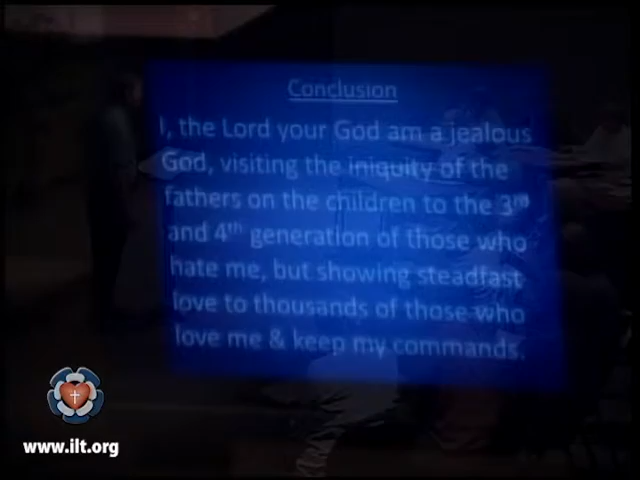 Conclusion
I, the Lord your God am a jealous
God, visiting the iniquity of the
fathers on the children to the 3rd
and 4th generation of those who
hate me, but showing steadfast
love to thousands of those who
love me & keep my commands.
www.ilt.org